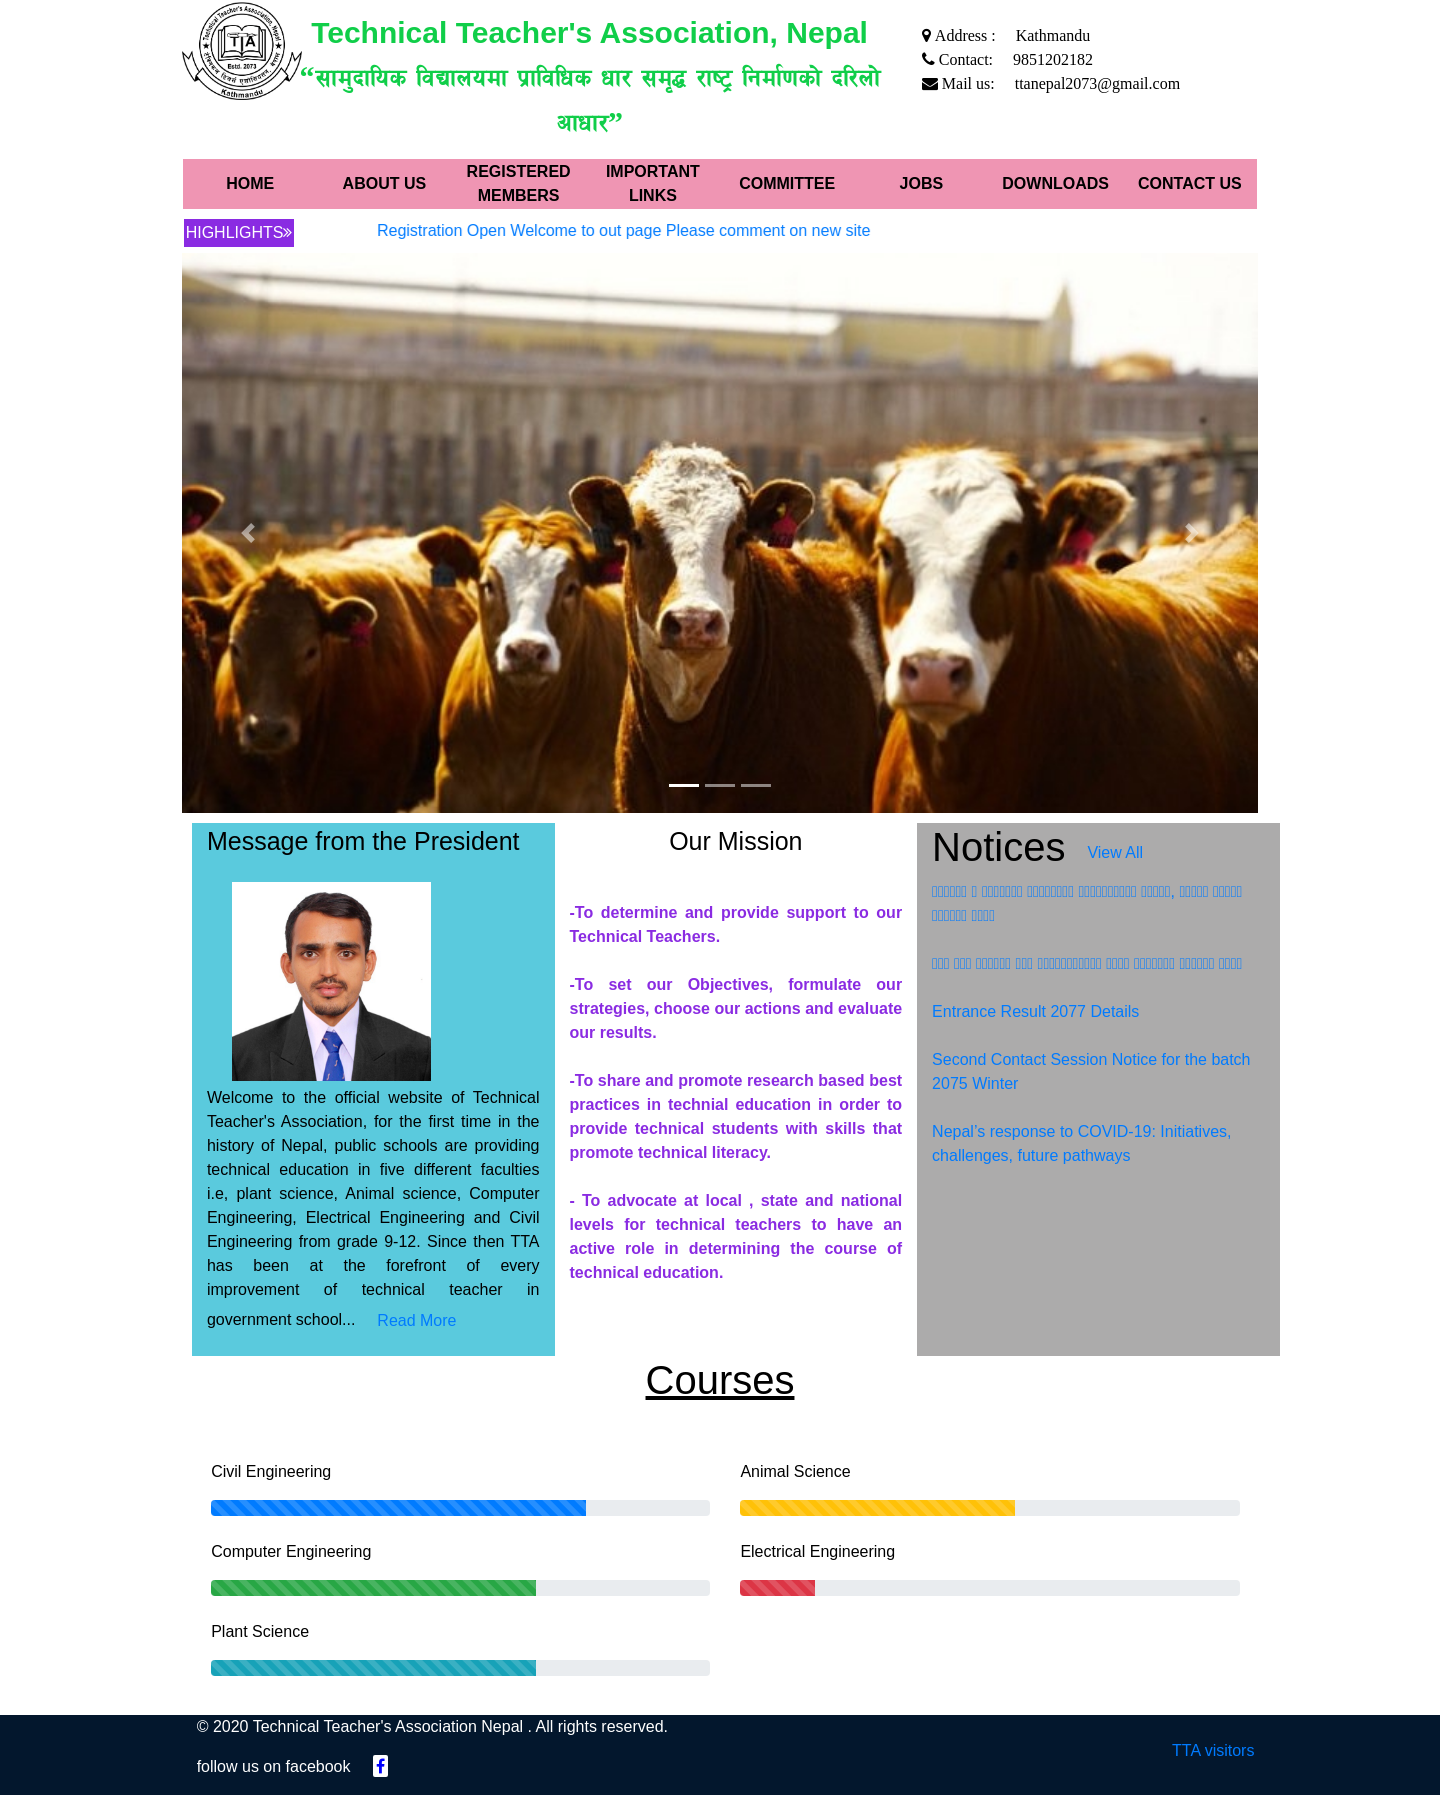 Technical Teacher's Association, Nepal
T T A
Estd. 2073
Kathmandu
Technical Teacher's Association, Nepal
“सामुदायिक विद्यालयमा प्राविधिक धार समृद्ध राष्ट्र निर्माणको दरिलो
आधार”
Address : Kathmandu
Contact: 9851202182
Mail us: ttanepal2073@gmail.com
HOME ABOUT US REGISTERED MEMBERS IMPORTANT LINKS COMMITTEE JOBS DOWNLOADS CONTACT US
HIGHLIGHTS»
Registration Open Welcome to out page Please comment on new site
Message from the President
Welcome to the official website of Technical
Teacher's Association, for the first time in the
history of Nepal, public schools are providing
technical education in five different faculties
i.e, plant science, Animal science, Computer
Engineering, Electrical Engineering and Civil
Engineering from grade 9-12. Since then TTA
has been at the forefront of every
improvement of technical teacher in
government school... Read More
Our Mission
-To determine and provide support to our
Technical Teachers.
-To set our Objectives, formulate our
strategies, choose our actions and evaluate
our results.
-To share and promote research based best
practices in technial education in order to
provide technical students with skills that
promote technical literacy.
- To advocate at local , state and national
levels for technical teachers to have an
active role in determining the course of
technical education.
Notices View All
Entrance Result 2077 Details
Second Contact Session Notice for the batch
2075 Winter
Nepal’s response to COVID-19: Initiatives,
challenges, future pathways
Courses
Civil Engineering
Animal Science
Computer Engineering
Electrical Engineering
Plant Science
© 2020 Technical Teacher's Association Nepal . All rights reserved.
follow us on facebook
TTA visitors